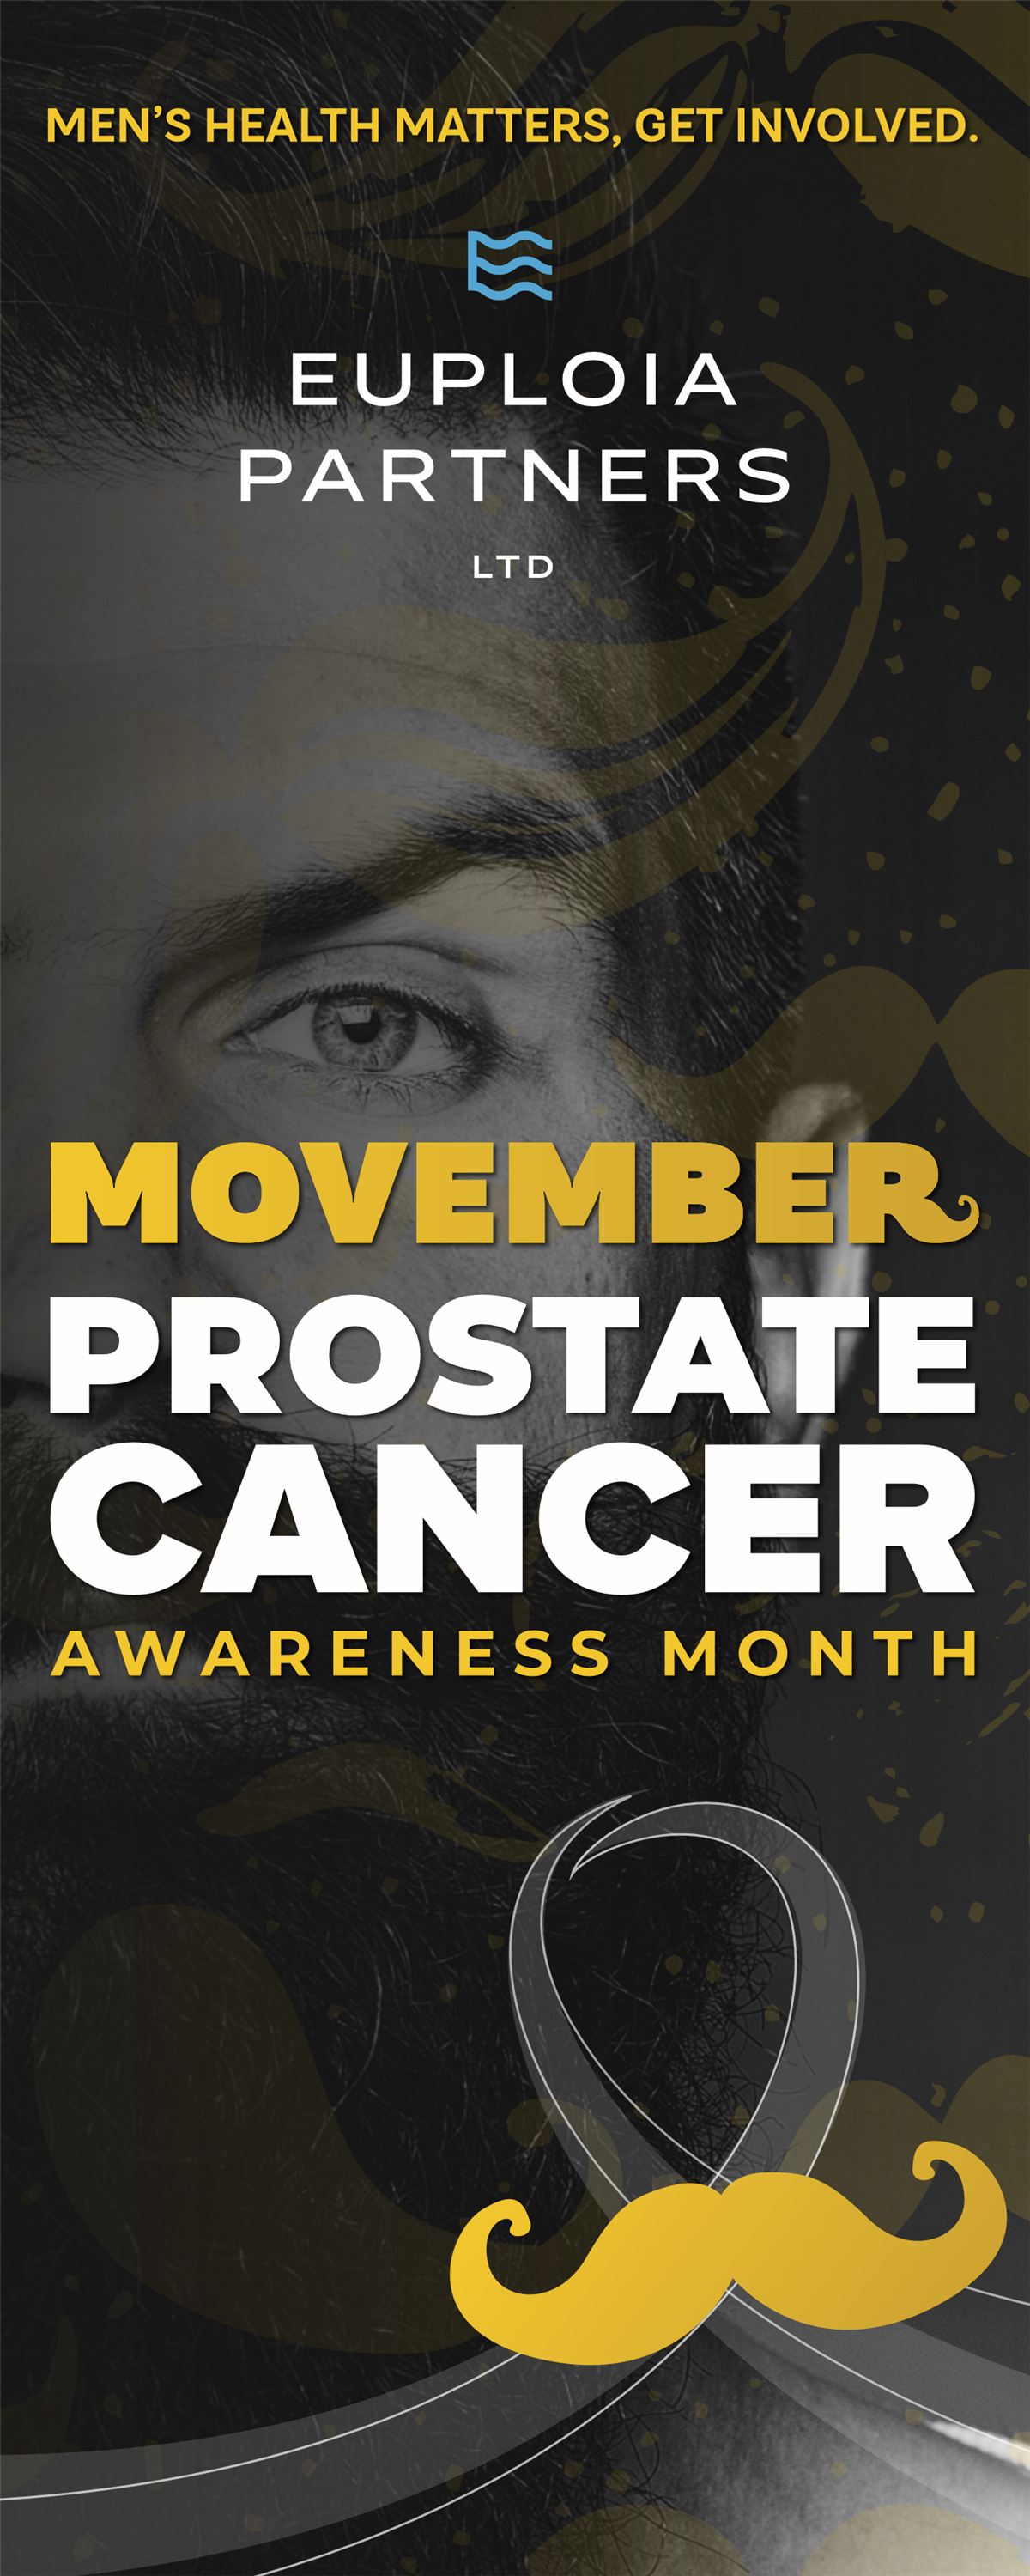 MEN’S HEALTH MATTERS, GET INVOLVED.
EUPLOIA
PARTNERS
LTD
MOVEMBER
PROSTATE
CANCER
AWARENESS MONTH